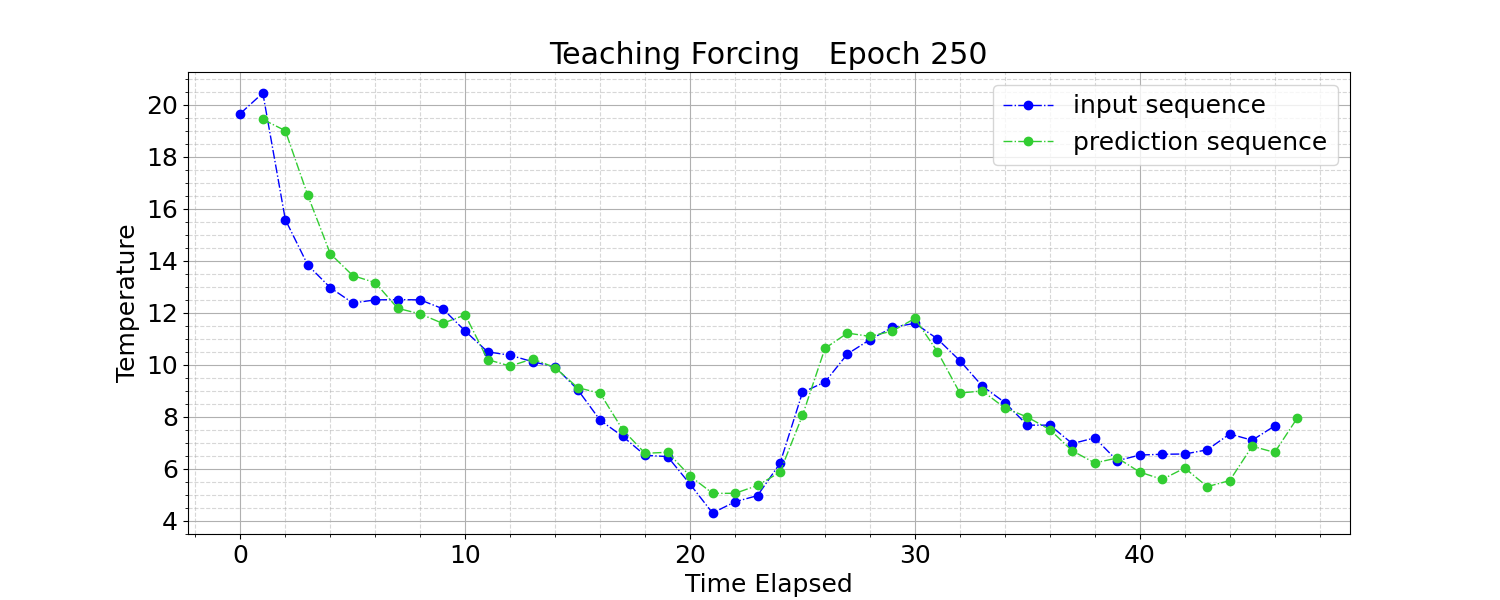 Teaching Forcing   Epoch 250
input sequence
prediction sequence
Temperature
20
18
16
14
12
10
8
6
4
0 10 20 30 40
Time Elapsed